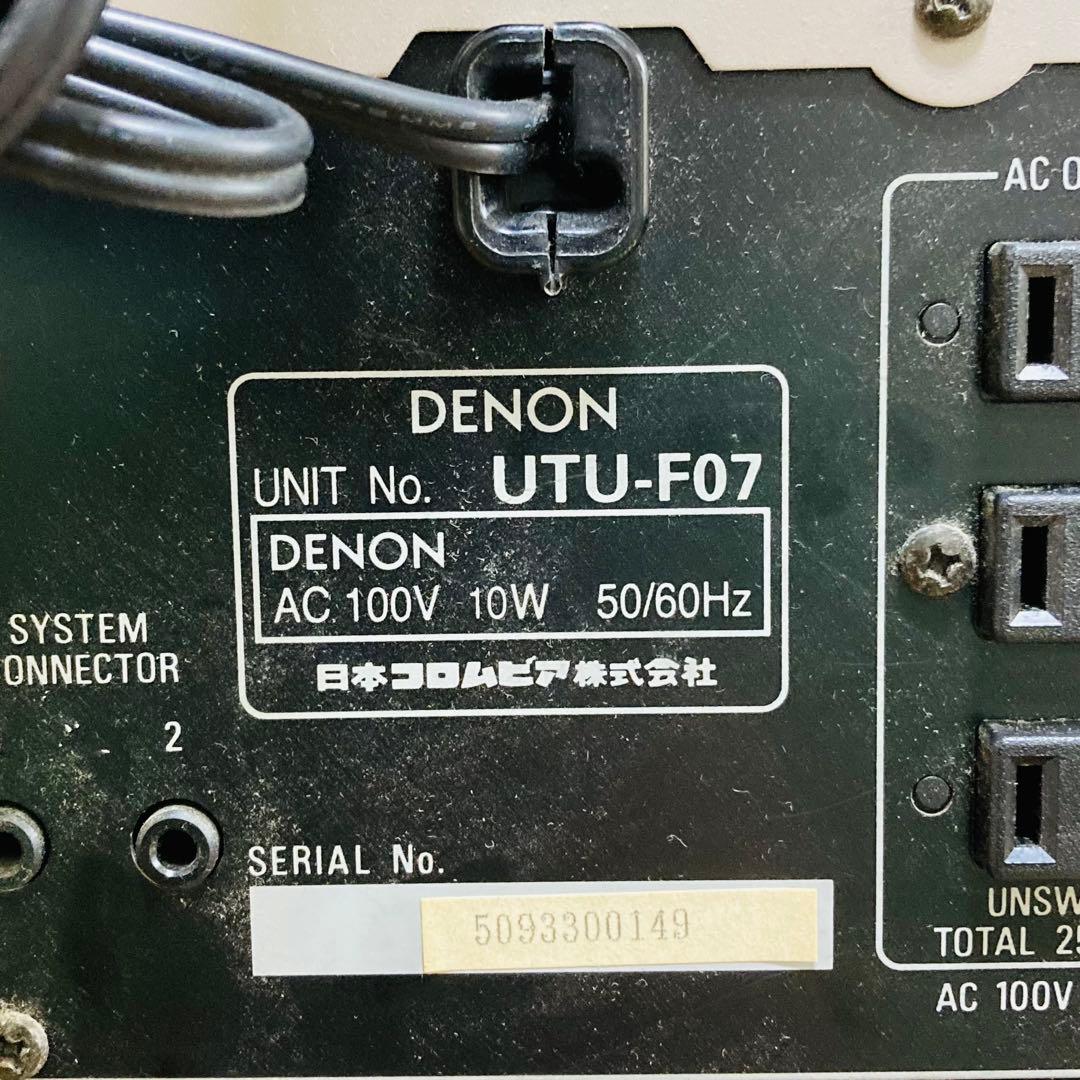 AC O
DENON
UNIT No. UTU-F07
DENON
AC 100V 10W 50/60Hz
日本コロムビア株式会社
SYSTEM
ONNECTOR
2
SERIAL No.
5093300149
UNSW
TOTAL 25
AC 100V